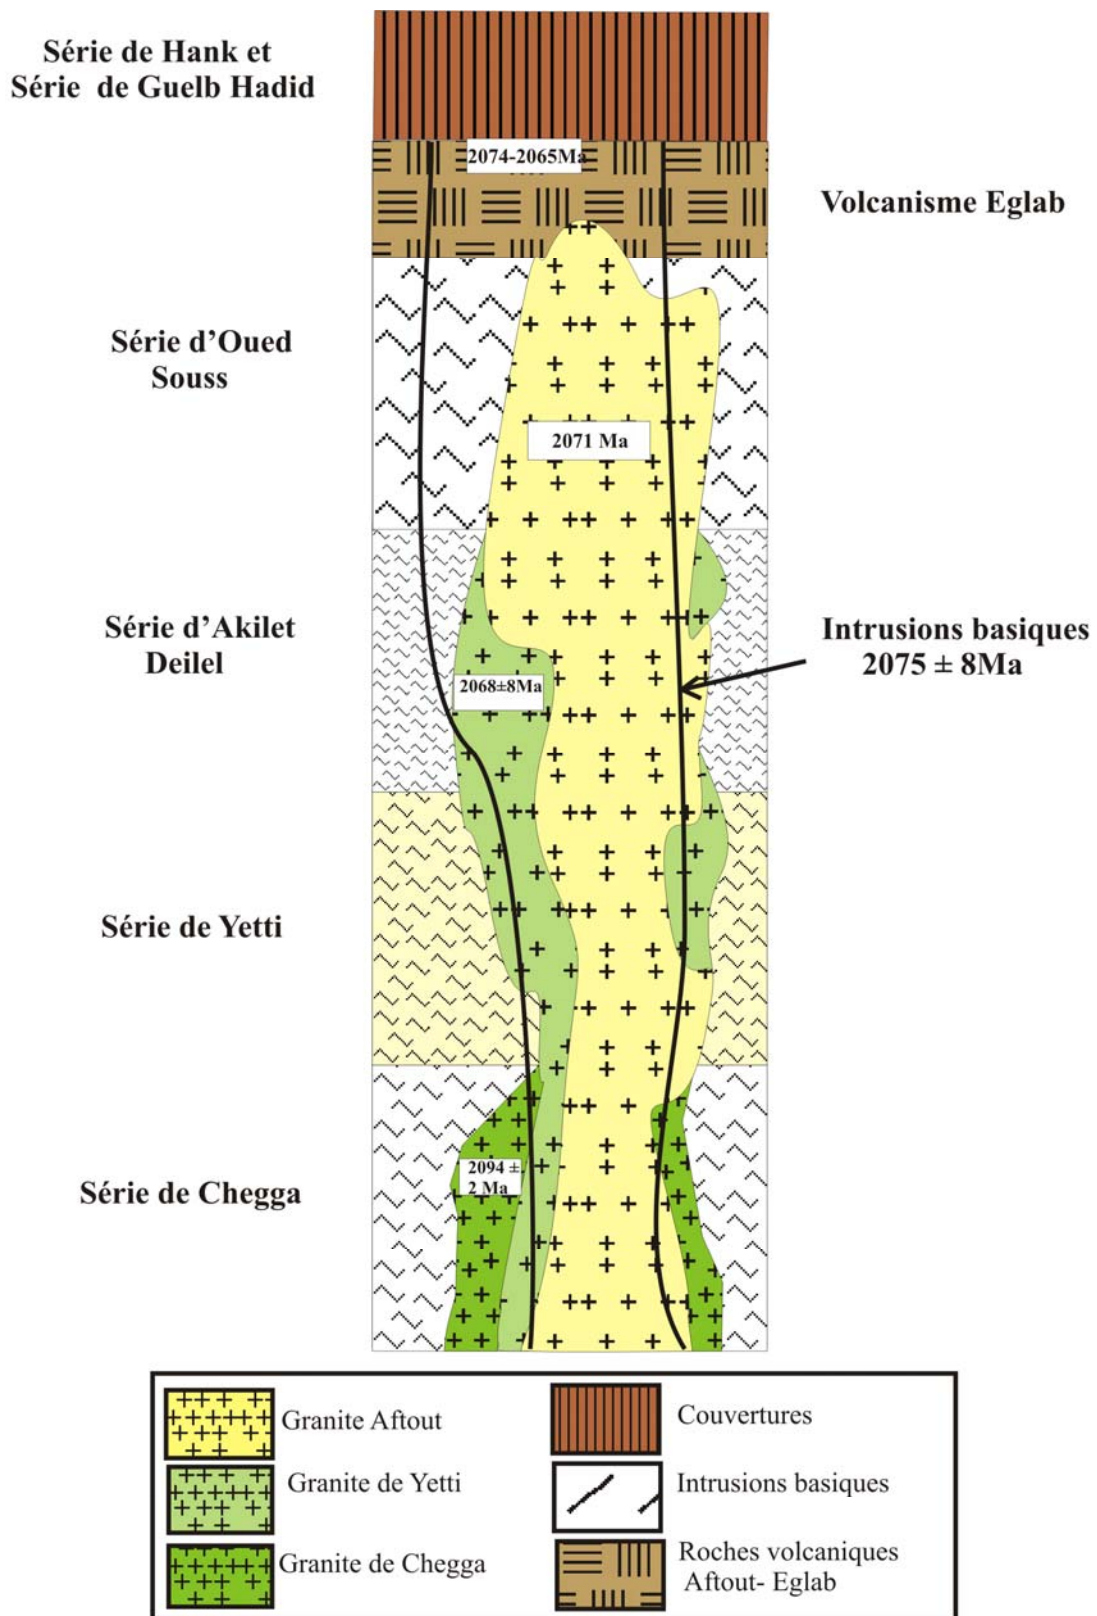 Série de Hank et
Série de Guelb Hadid
2074-2065Ma
Volcanisme Eglab
Série d'Oued
Souss
2071 Ma
Série d'Akilet
Deilel
Intrusions basiques
2075 ± 8Ma
2068±8Ma
Série de Yetti
Série de Chegga
2094 ±
2 Ma
Granite Aftout
Couvertures
Granite de Yetti
Intrusions basiques
Granite de Chegga
Roches volcaniques
Aftout- Eglab